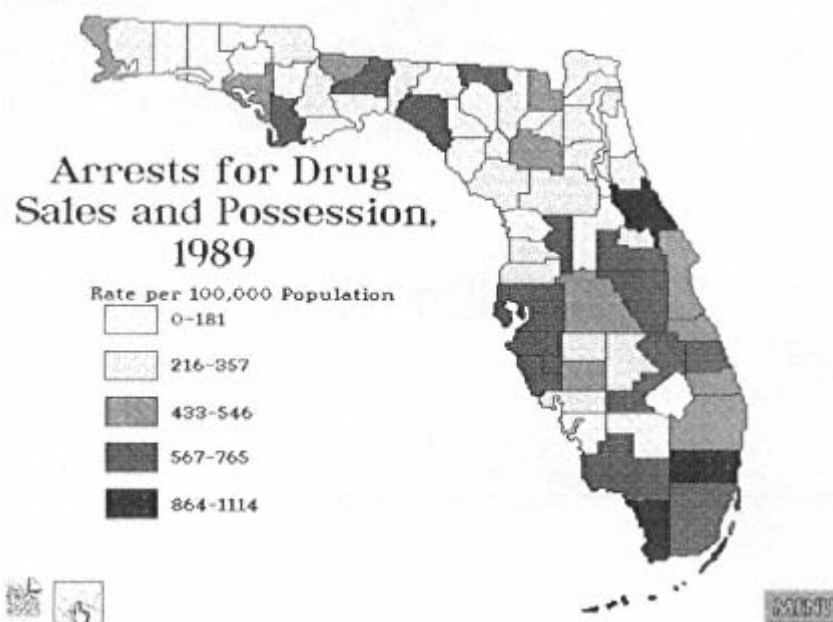 Arrests for Drug
Sales and Possession,
1989
Rate per 100,000 Population
0-181
216-357
433-546
567-765
864-1114
MENU